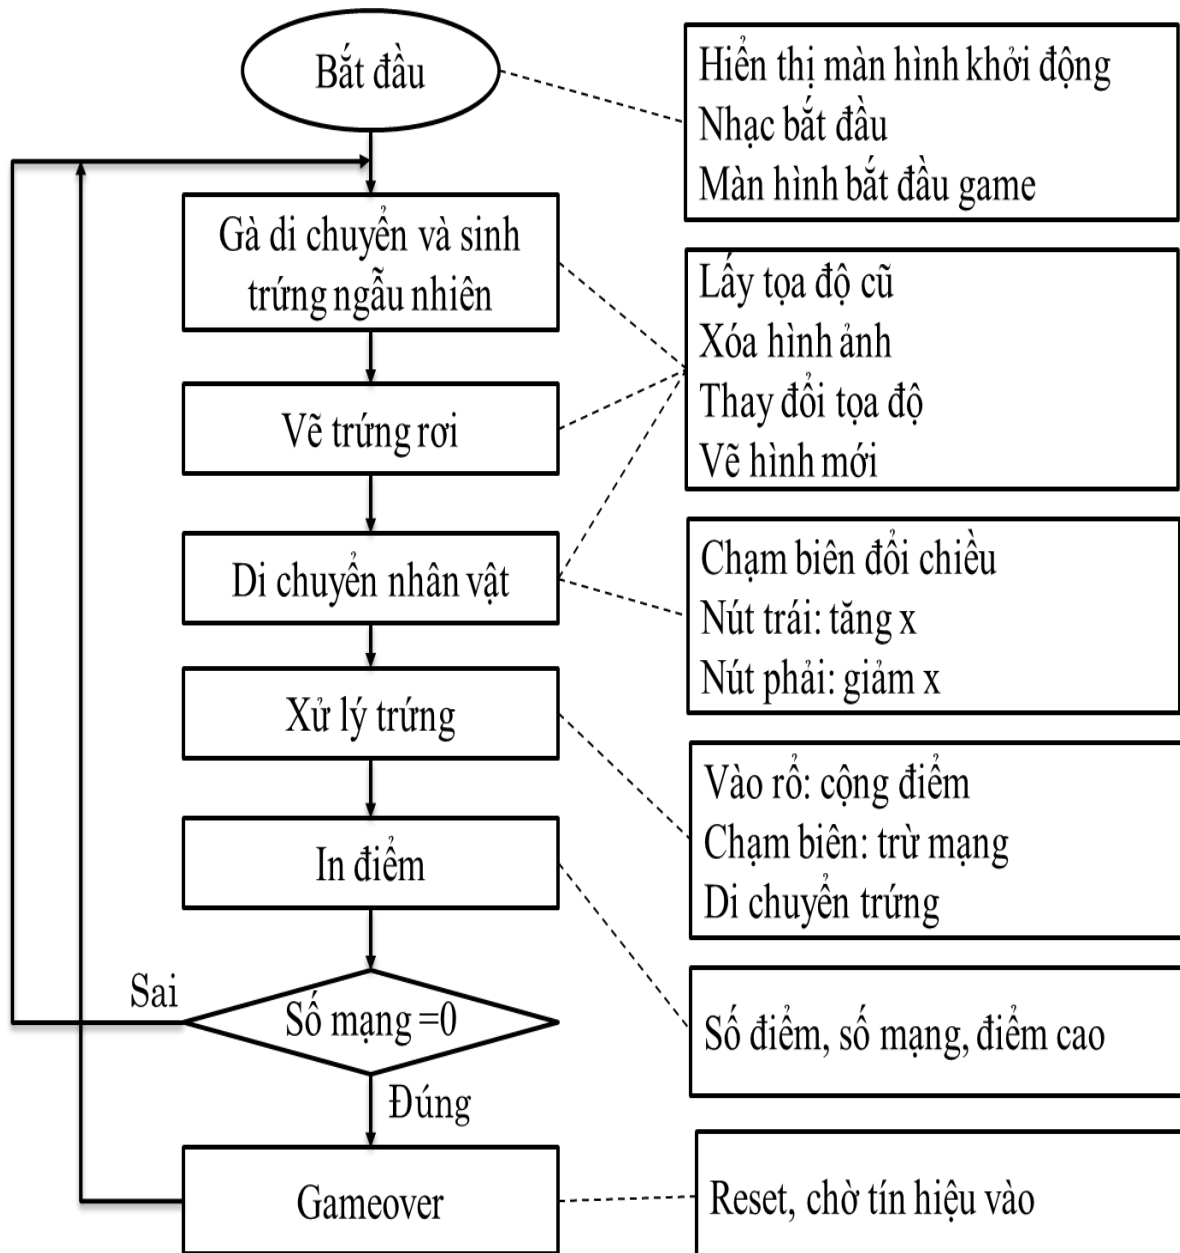 Bắt đầu
Hiển thị màn hình khởi động
Nhạc bắt đầu
Màn hình bắt đầu game
Gà di chuyển và sinh
trứng ngẫu nhiên
Lấy tọa độ cũ
Xóa hình ảnh
Thay đổi tọa độ
Vẽ hình mới
Vẽ trứng rơi
Di chuyển nhân vật
Chạm biên đổi chiều
Nút trái: tăng x
Nút phải: giảm x
Xử lý trứng
Vào rổ: cộng điểm
Chạm biên: trừ mạng
Di chuyển trứng
In điểm
Số điểm, số mạng, điểm cao
Sai
Số mạng =0
Đúng
Gameover
Reset, chờ tín hiệu vào